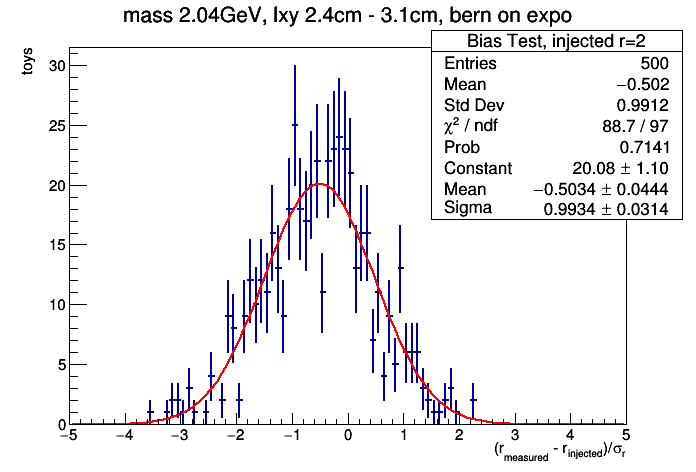 mass 2.04GeV, lxy 2.4cm - 3.1cm, bern on expo
Bias Test, injected r=2
Entries 500
Mean −0.502
Std Dev 0.9912
χ² / ndf 88.7 / 97
Prob 0.7141
Constant 20.08 ± 1.10
Mean −0.5034 ± 0.0444
Sigma 0.9934 ± 0.0314
toys
30
25
20
15
10
5
0
−5 −4 −3 −2 −1 0 1 2 3 4 5
(r_measured - r_injected)/σ_r